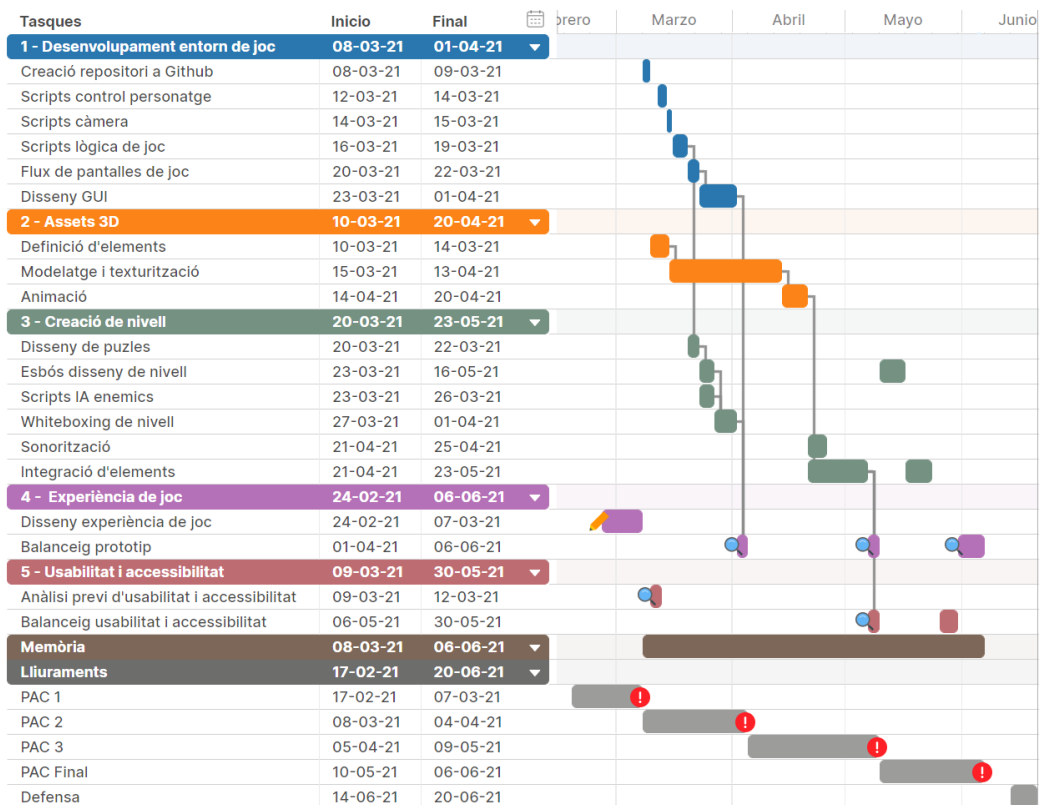 Tasques Inicio Final brero Marzo Abril Mayo Junio
1 - Desenvolupament entorn de joc 08-03-21 01-04-21
Creació repositori a Github 08-03-21 09-03-21
Scripts control personatge 12-03-21 14-03-21
Scripts càmera 14-03-21 15-03-21
Scripts lògica de joc 16-03-21 19-03-21
Flux de pantalles de joc 20-03-21 22-03-21
Disseny GUI 23-03-21 01-04-21
2 - Assets 3D 10-03-21 20-04-21
Definició d'elements 10-03-21 14-03-21
Modelatge i texturització 15-03-21 13-04-21
Animació 14-04-21 20-04-21
3 - Creació de nivell 20-03-21 23-05-21
Disseny de puzles 20-03-21 22-03-21
Esbós disseny de nivell 23-03-21 16-05-21
Scripts IA enemics 23-03-21 26-03-21
Whiteboxing de nivell 27-03-21 01-04-21
Sonorització 21-04-21 25-04-21
Integració d'elements 21-04-21 23-05-21
4 - Experiència de joc 24-02-21 06-06-21
Disseny experiència de joc 24-02-21 07-03-21
Balanceig prototip 01-04-21 06-06-21
5 - Usabilitat i accessibilitat 09-03-21 30-05-21
Anàlisi previ d'usabilitat i accessibilitat 09-03-21 12-03-21
Balanceig usabilitat i accessibilitat 06-05-21 30-05-21
Memòria 08-03-21 06-06-21
Lliuraments 17-02-21 20-06-21
PAC 1 17-02-21 07-03-21
PAC 2 08-03-21 04-04-21
PAC 3 05-04-21 09-05-21
PAC Final 10-05-21 06-06-21
Defensa 14-06-21 20-06-21